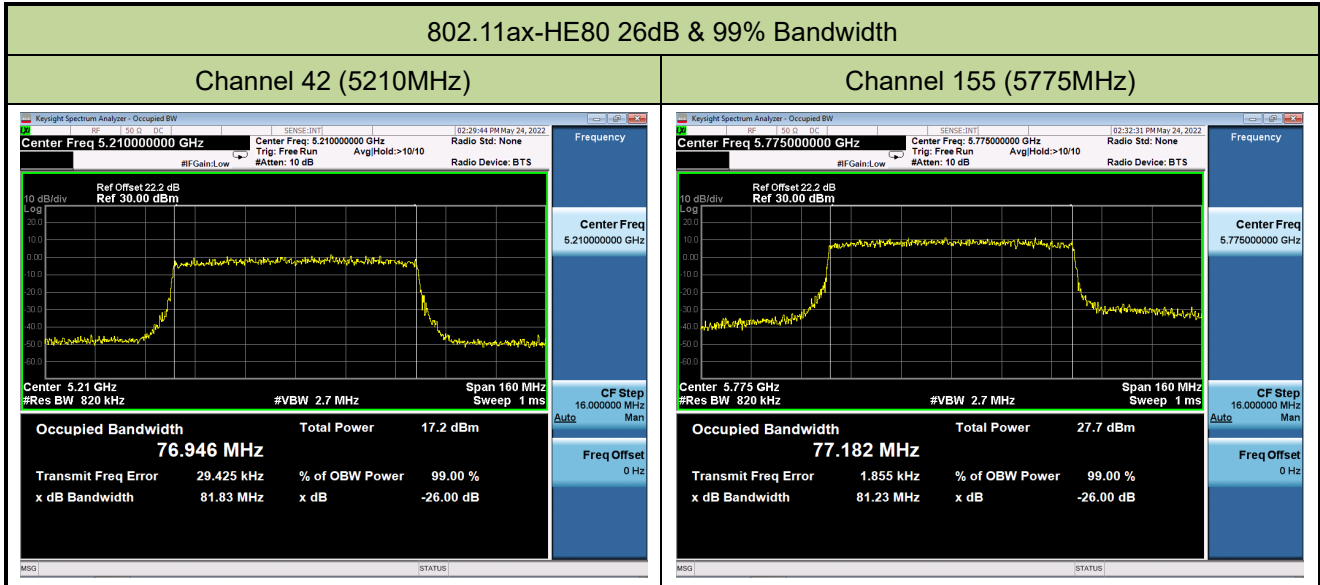 802.11ax-HE80 26dB & 99% Bandwidth
Channel 42 (5210MHz)
Keysight Spectrum Analyzer - Occupied BW
LXI RF 50 Ω DC SENSE:INT 02:29:44 PM May 24, 2022
Center Freq 5.210000000 GHz Center Freq: 5.210000000 GHz Radio Std: None
Trig: Free Run Avg|Hold:>10/10
#IFGain:Low #Atten: 10 dB Radio Device: BTS
Ref Offset 22.2 dB
10 dB/div Ref 30.00 dBm
Log
20.0
10.0
0.00
-10.0
-20.0
-30.0
-40.0
-50.0
-60.0
Center 5.21 GHz Span 160 MHz
#Res BW 820 kHz #VBW 2.7 MHz Sweep 1 ms
Occupied Bandwidth Total Power 17.2 dBm
76.946 MHz
Transmit Freq Error 29.425 kHz % of OBW Power 99.00 %
x dB Bandwidth 81.83 MHz x dB -26.00 dB
MSG STATUS
Frequency
Center Freq
5.210000000 GHz
CF Step
16.000000 MHz
Auto Man
Freq Offset
0 Hz
Channel 155 (5775MHz)
Keysight Spectrum Analyzer - Occupied BW
LXI RF 50 Ω DC SENSE:INT 02:32:31 PM May 24, 2022
Center Freq 5.775000000 GHz Center Freq: 5.775000000 GHz Radio Std: None
Trig: Free Run Avg|Hold:>10/10
#IFGain:Low #Atten: 10 dB Radio Device: BTS
Ref Offset 22.2 dB
10 dB/div Ref 30.00 dBm
Log
20.0
10.0
0.00
-10.0
-20.0
-30.0
-40.0
-50.0
-60.0
Center 5.775 GHz Span 160 MHz
#Res BW 820 kHz #VBW 2.7 MHz Sweep 1 ms
Occupied Bandwidth Total Power 27.7 dBm
77.182 MHz
Transmit Freq Error 1.855 kHz % of OBW Power 99.00 %
x dB Bandwidth 81.23 MHz x dB -26.00 dB
MSG STATUS
Frequency
Center Freq
5.775000000 GHz
CF Step
16.000000 MHz
Auto Man
Freq Offset
0 Hz